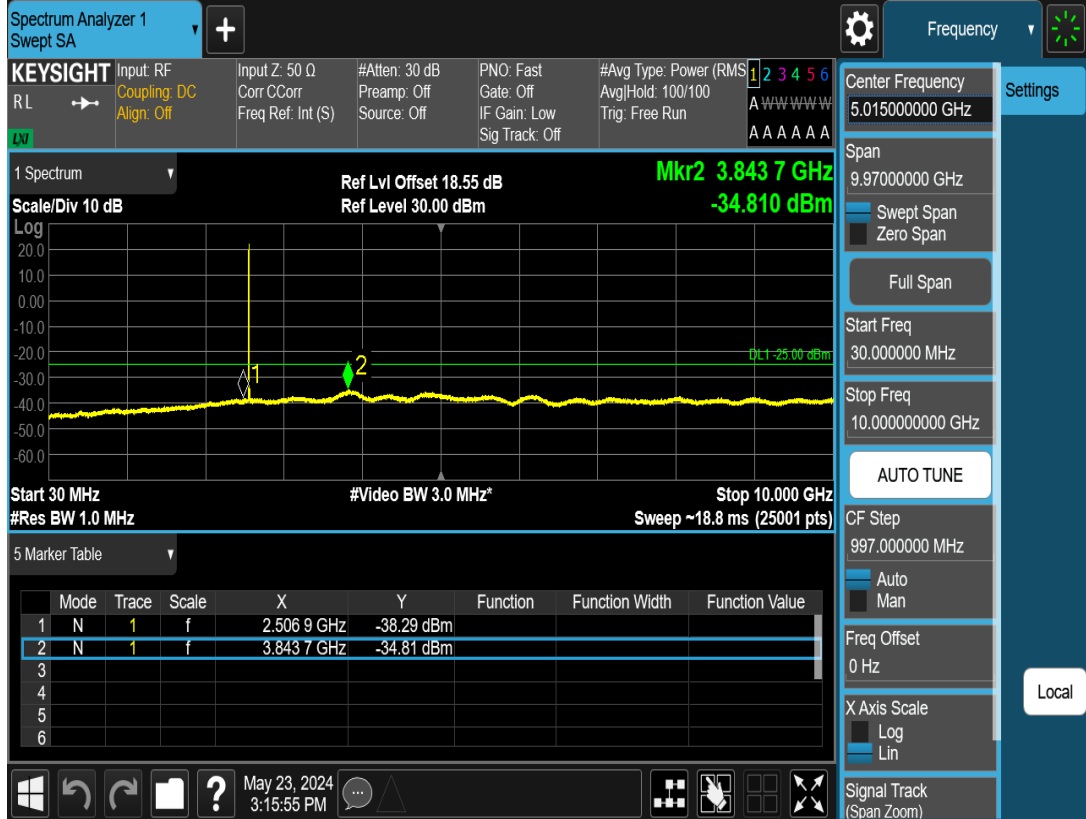 Spectrum Analyzer 1
Swept SA
+
Frequency
KEYSIGHT
RL
LXI
Input: RF
Coupling: DC
Align: Off
Input Z: 50 Ω
Corr CCorr
Freq Ref: Int (S)
#Atten: 30 dB
Preamp: Off
Source: Off
PNO: Fast
Gate: Off
IF Gain: Low
Sig Track: Off
#Avg Type: Power (RMS
Avg|Hold: 100/100
Trig: Free Run
1 2 3 4 5 6
A W W W W W
A A A A A A
1 Spectrum
Scale/Div 10 dB
Ref Lvl Offset 18.55 dB
Ref Level 30.00 dBm
Mkr2 3.843 7 GHz
-34.810 dBm
Log
20.0
10.0
0.00
-10.0
-20.0
-30.0
-40.0
-50.0
-60.0
DL1 -25.00 dBm
1
2
Start 30 MHz
#Video BW 3.0 MHz*
Stop 10.000 GHz
#Res BW 1.0 MHz
Sweep ~18.8 ms (25001 pts)
5 Marker Table
Mode Trace Scale X Y Function Function Width Function Value
1 N 1 f 2.506 9 GHz -38.29 dBm
2 N 1 f 3.843 7 GHz -34.81 dBm
3
4
5
6
?
May 23, 2024
3:15:55 PM
Center Frequency
5.015000000 GHz
Settings
Span
9.97000000 GHz
Swept Span
Zero Span
Full Span
Start Freq
30.000000 MHz
Stop Freq
10.000000000 GHz
AUTO TUNE
CF Step
997.000000 MHz
Auto
Man
Freq Offset
0 Hz
Local
X Axis Scale
Log
Lin
Signal Track
(Span Zoom)